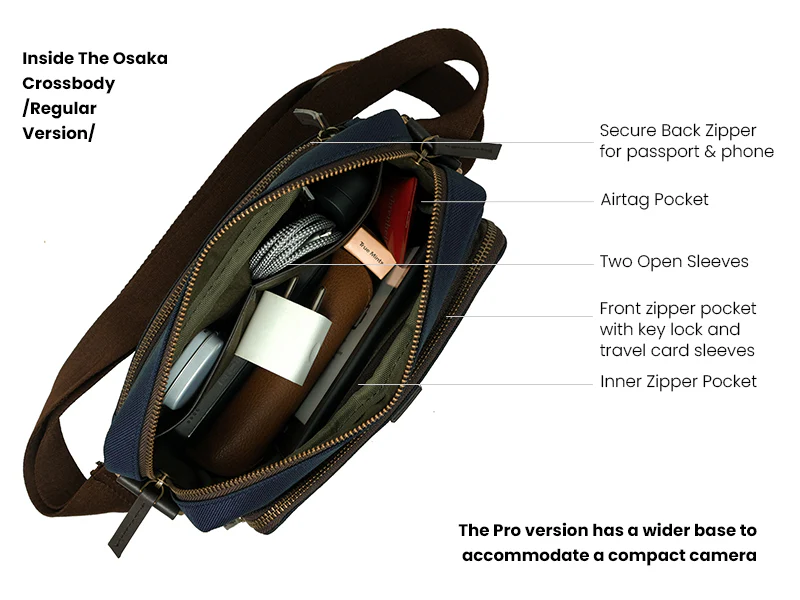 Inside The Osaka
Crossbody
/Regular
Version/
Secure Back Zipper
for passport & phone
Airtag Pocket
True Mintx
Two Open Sleeves
Front zipper pocket
with key lock and
travel card sleeves
Inner Zipper Pocket
The Pro version has a wider base to
accommodate a compact camera